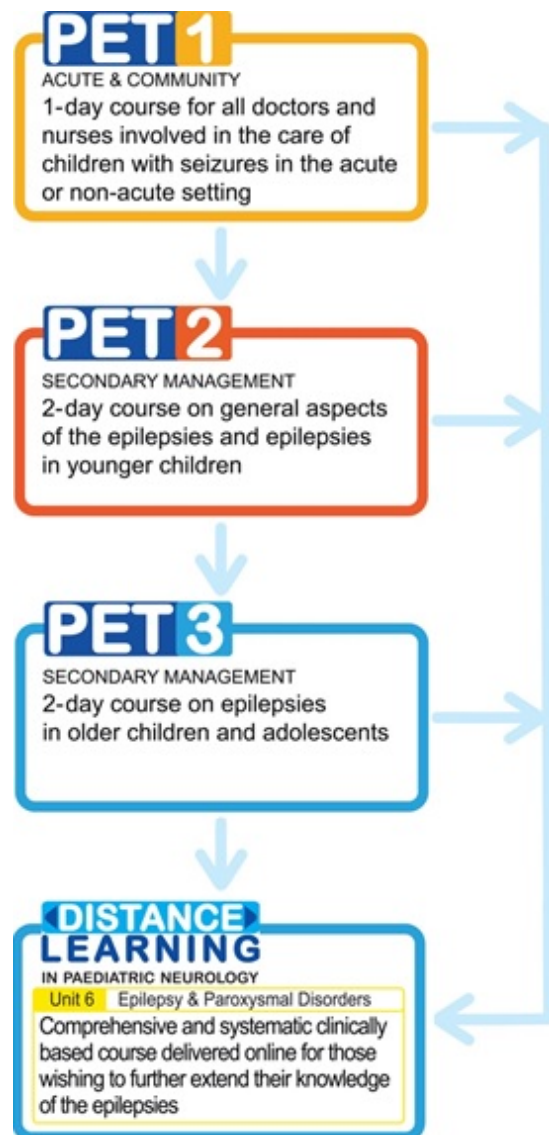 PET 1
ACUTE & COMMUNITY
1-day course for all doctors and
nurses involved in the care of
children with seizures in the acute
or non-acute setting
PET 2
SECONDARY MANAGEMENT
2-day course on general aspects
of the epilepsies and epilepsies
in younger children
PET 3
SECONDARY MANAGEMENT
2-day course on epilepsies
in older children and adolescents
DISTANCE
LEARNING
IN PAEDIATRIC NEUROLOGY
Unit 6 Epilepsy & Paroxysmal Disorders
Comprehensive and systematic clinically
based course delivered online for those
wishing to further extend their knowledge
of the epilepsies